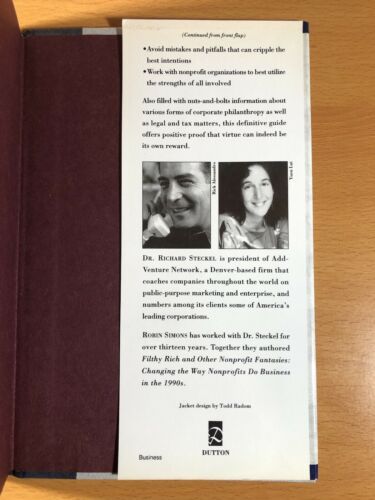 (Continued from front flap)
•Avoid mistakes and pitfalls that can cripple the
best intentions
•Work with nonprofit organizations to best utilize
the strengths of all involved
Also filled with nuts-and-bolts information about
various forms of corporate philanthropy as well
as legal and tax matters, this definitive guide
offers positive proof that virtue can indeed be
its own reward.
Rick Alessandro
DR. RICHARD STECKEL is president of Add-
Venture Network, a Denver-based firm that
coaches companies throughout the world on
public-purpose marketing and enterprise, and
numbers among its clients some of America's
leading corporations.
ROBIN SIMONS has worked with Dr. Steckel for
over thirteen years. Together they authored
Filthy Rich and Other Nonprofit Fantasies:
Changing the Way Nonprofits Do Business
in the 1990s.
Jacket design by Todd Radom
D
DUTTON
Business